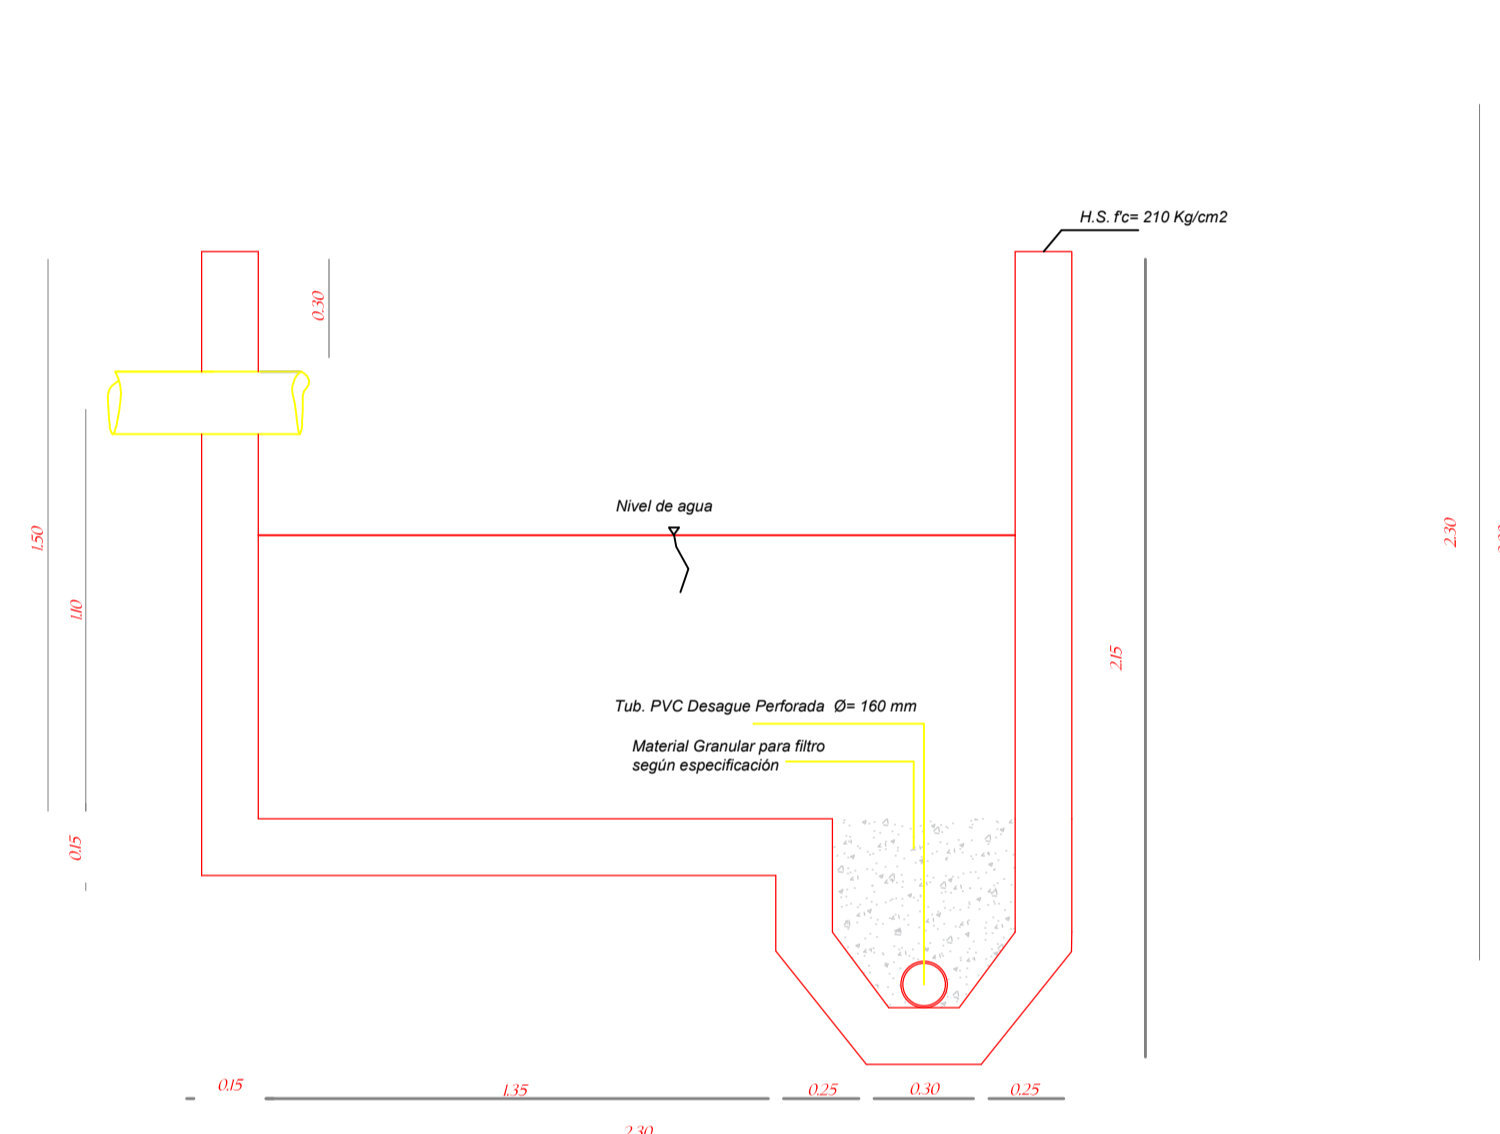 H.S. f'c= 210 Kg/cm2
0.30
1.50
Nivel de agua
2.30
1.10
2.15
Tub. PVC Desague Perforada Ø= 160 mm
Material Granular para filtro
según especificación
0.15
0.15
1.35
0.25
0.30
0.25
2.30